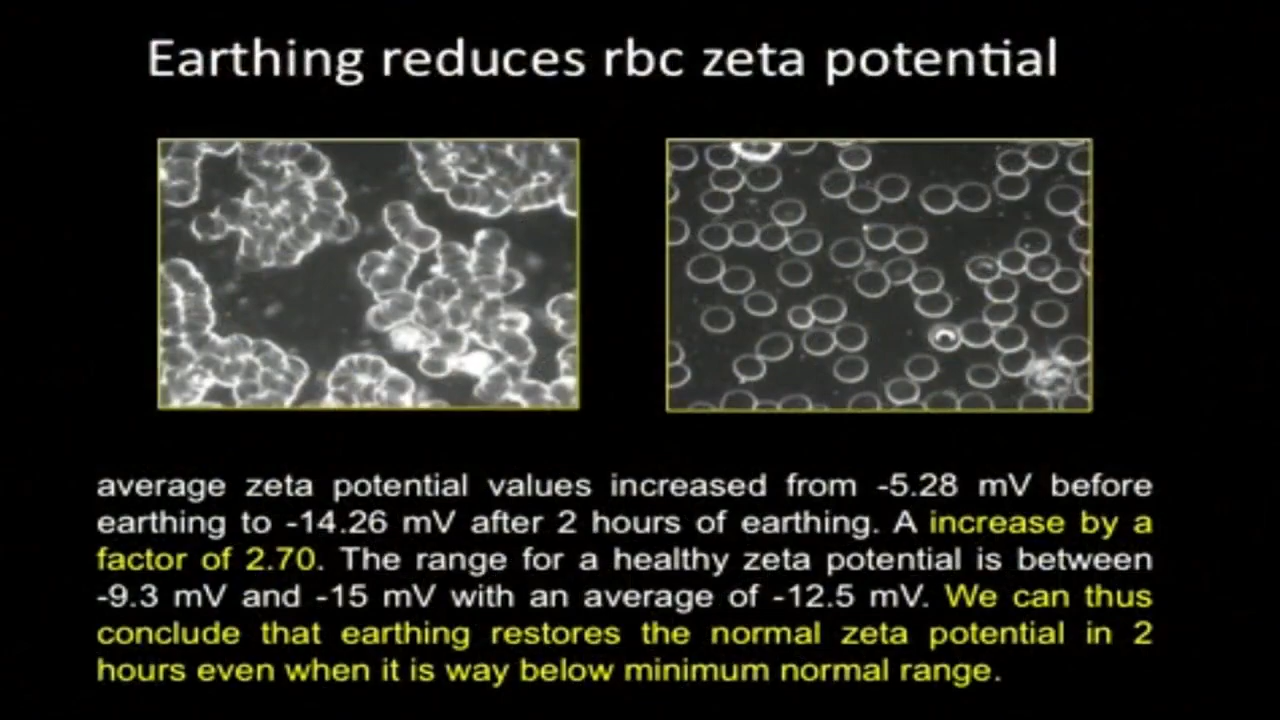 Earthing reduces rbc zeta potential
average zeta potential values increased from -5.28 mV before
earthing to -14.26 mV after 2 hours of earthing. A increase by a
factor of 2.70. The range for a healthy zeta potential is between
-9.3 mV and -15 mV with an average of -12.5 mV. We can thus
conclude that earthing restores the normal zeta potential in 2
hours even when it is way below minimum normal range.